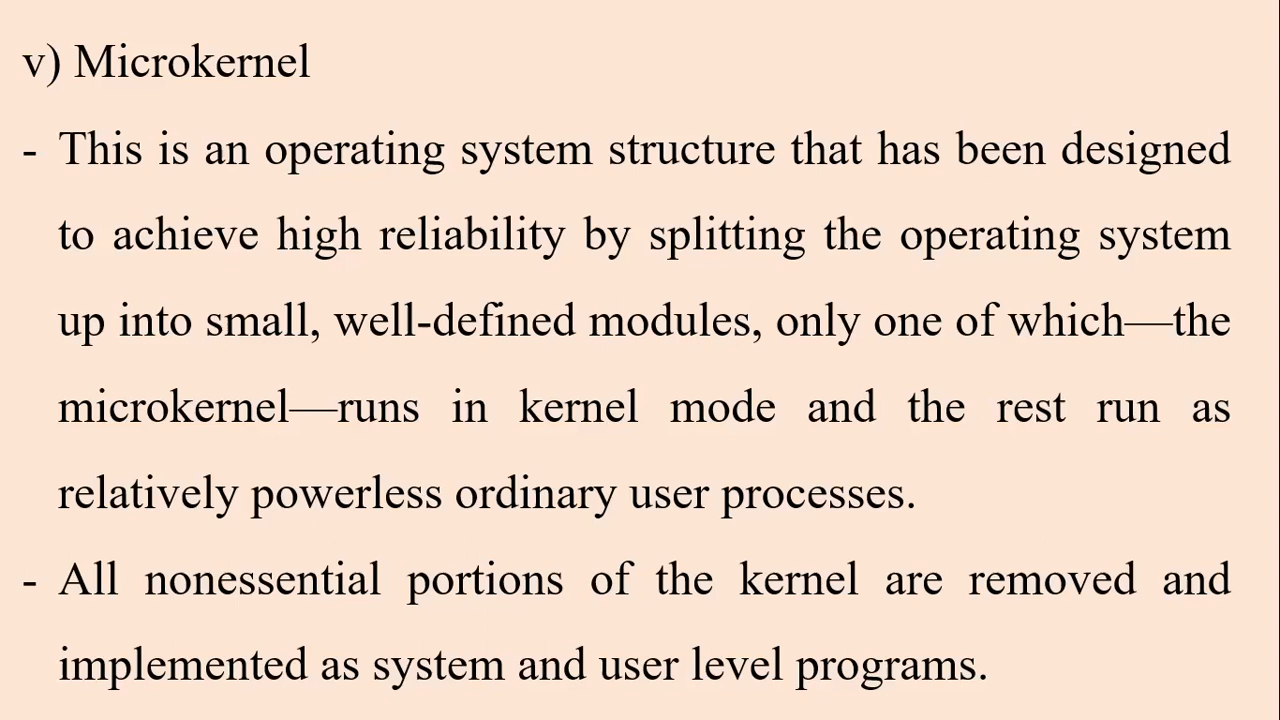 v) Microkernel
- This is an operating system structure that has been designed
to achieve high reliability by splitting the operating system
up into small, well-defined modules, only one of which—the
microkernel—runs in kernel mode and the rest run as
relatively powerless ordinary user processes.
- All nonessential portions of the kernel are removed and
implemented as system and user level programs.